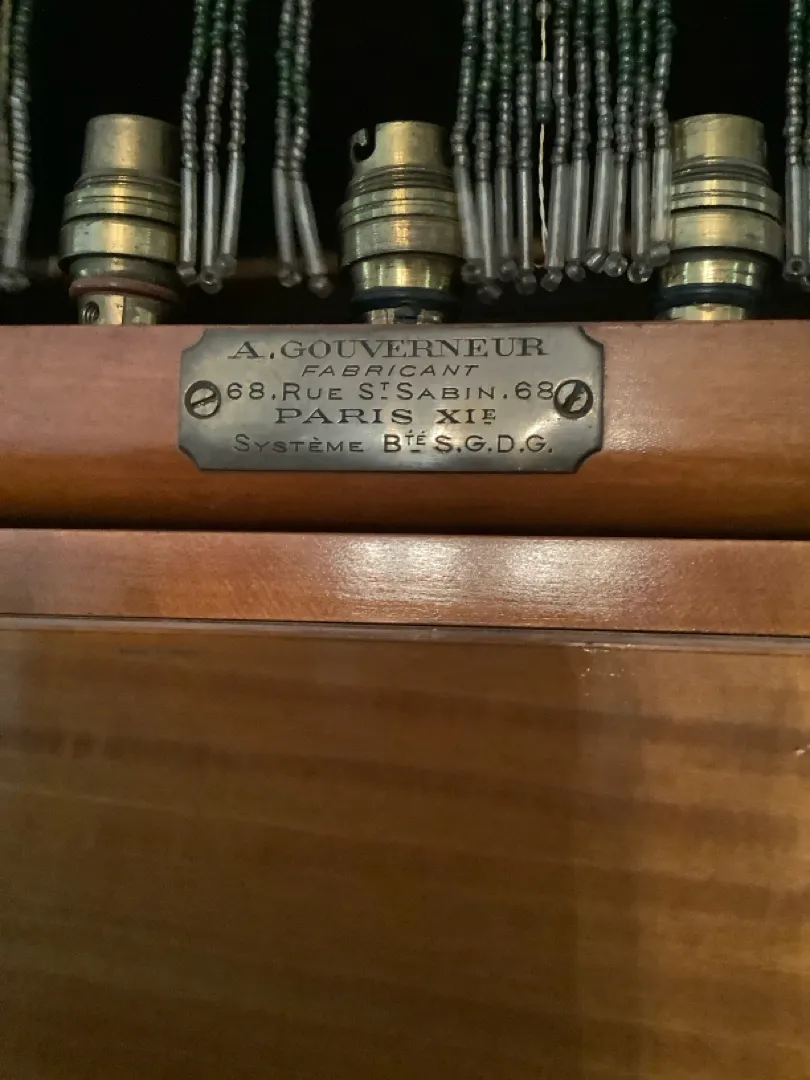 A. GOUVERNEUR
FABRICANT
68. RUE ST SABIN. 68
PARIS XIE
SYSTÈME BTÉ S.G.D.G.